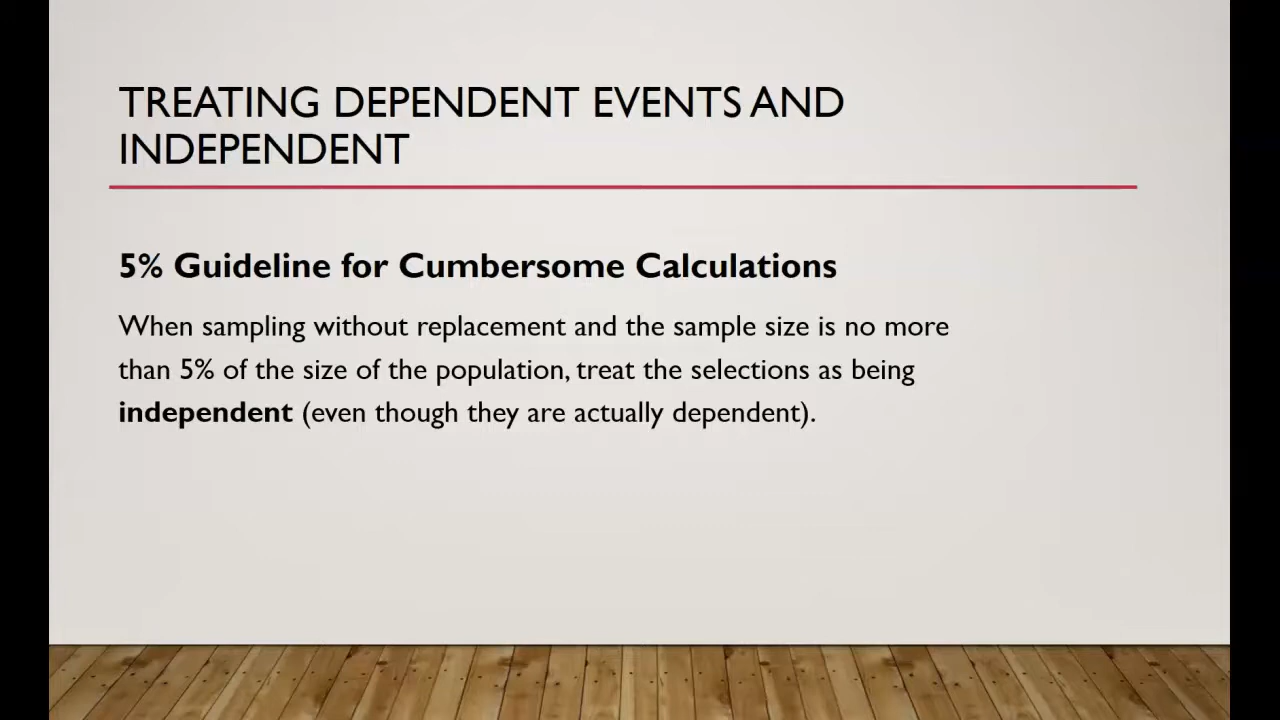 TREATING DEPENDENT EVENTS AND
INDEPENDENT
5% Guideline for Cumbersome Calculations
When sampling without replacement and the sample size is no more
than 5% of the size of the population, treat the selections as being
independent (even though they are actually dependent).